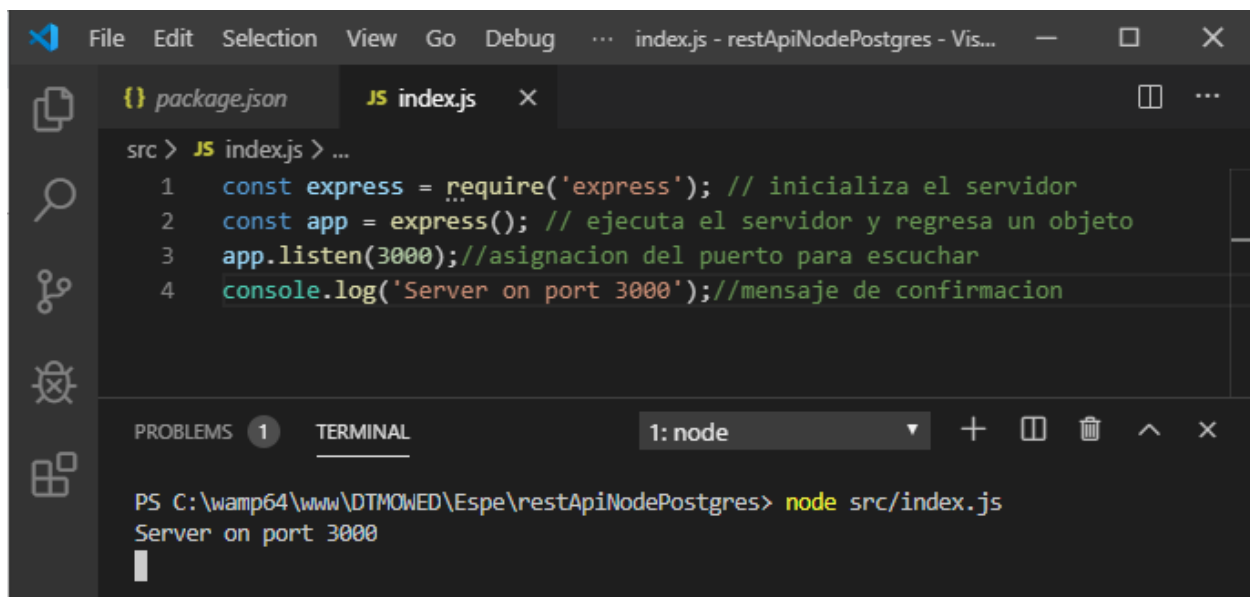 File Edit Selection View Go Debug ··· index.js - restApiNodePostgres - Vis...
{} package.json JS index.js
src > JS index.js > ...
1 const express = require('express'); // inicializa el servidor
2 const app = express(); // ejecuta el servidor y regresa un objeto
3 app.listen(3000);//asignacion del puerto para escuchar
4 console.log('Server on port 3000');//mensaje de confirmacion
PROBLEMS 1 TERMINAL 1: node
PS C:\wamp64\www\DTMOWED\Espe\restApiNodePostgres> node src/index.js
Server on port 3000